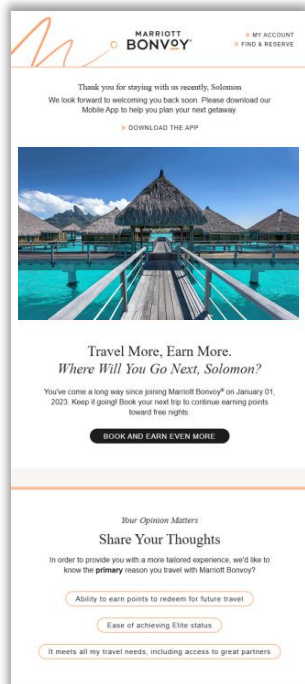 MARRIOTT
BONVOY®
MY ACCOUNT
FIND & RESERVE
Thank you for staying with us recently, Solomon
We look forward to welcoming you back soon. Please download our
Mobile App to help you plan your next getaway.
DOWNLOAD THE APP
Travel More, Earn More.
Where Will You Go Next, Solomon?
You've come a long way since joining Marriott Bonvoy® on January 01,
2023. Keep it going! Book your next trip to continue earning points
toward free nights.
BOOK AND EARN EVEN MORE
Your Opinion Matters
Share Your Thoughts
In order to provide you with a more tailored experience, we'd like to
know the primary reason you travel with Marriott Bonvoy?
Ability to earn points to redeem for future travel
Ease of achieving Elite status
It meets all my travel needs, including access to great partners